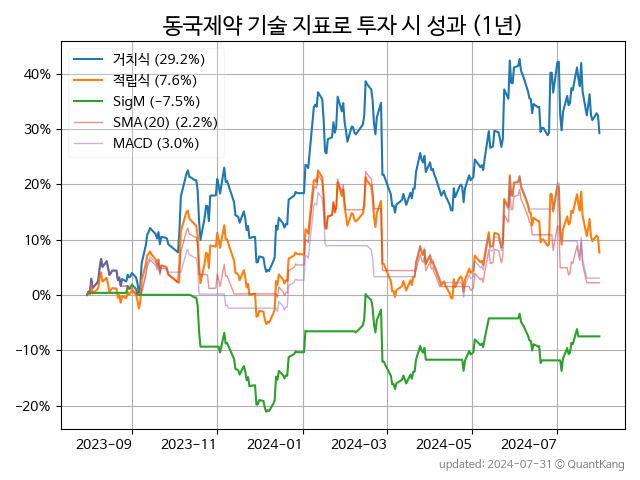 동국제약 기술 지표로 투자 시 성과 (1년)
거치식 (29.2%)
적립식 (7.6%)
SigM (−7.5%)
SMA(20) (2.2%)
MACD (3.0%)
40%
30%
20%
10%
0%
−10%
−20%
2023-09 2023-11 2024-01 2024-03 2024-05 2024-07
updated: 2024-07-31 © QuantKang